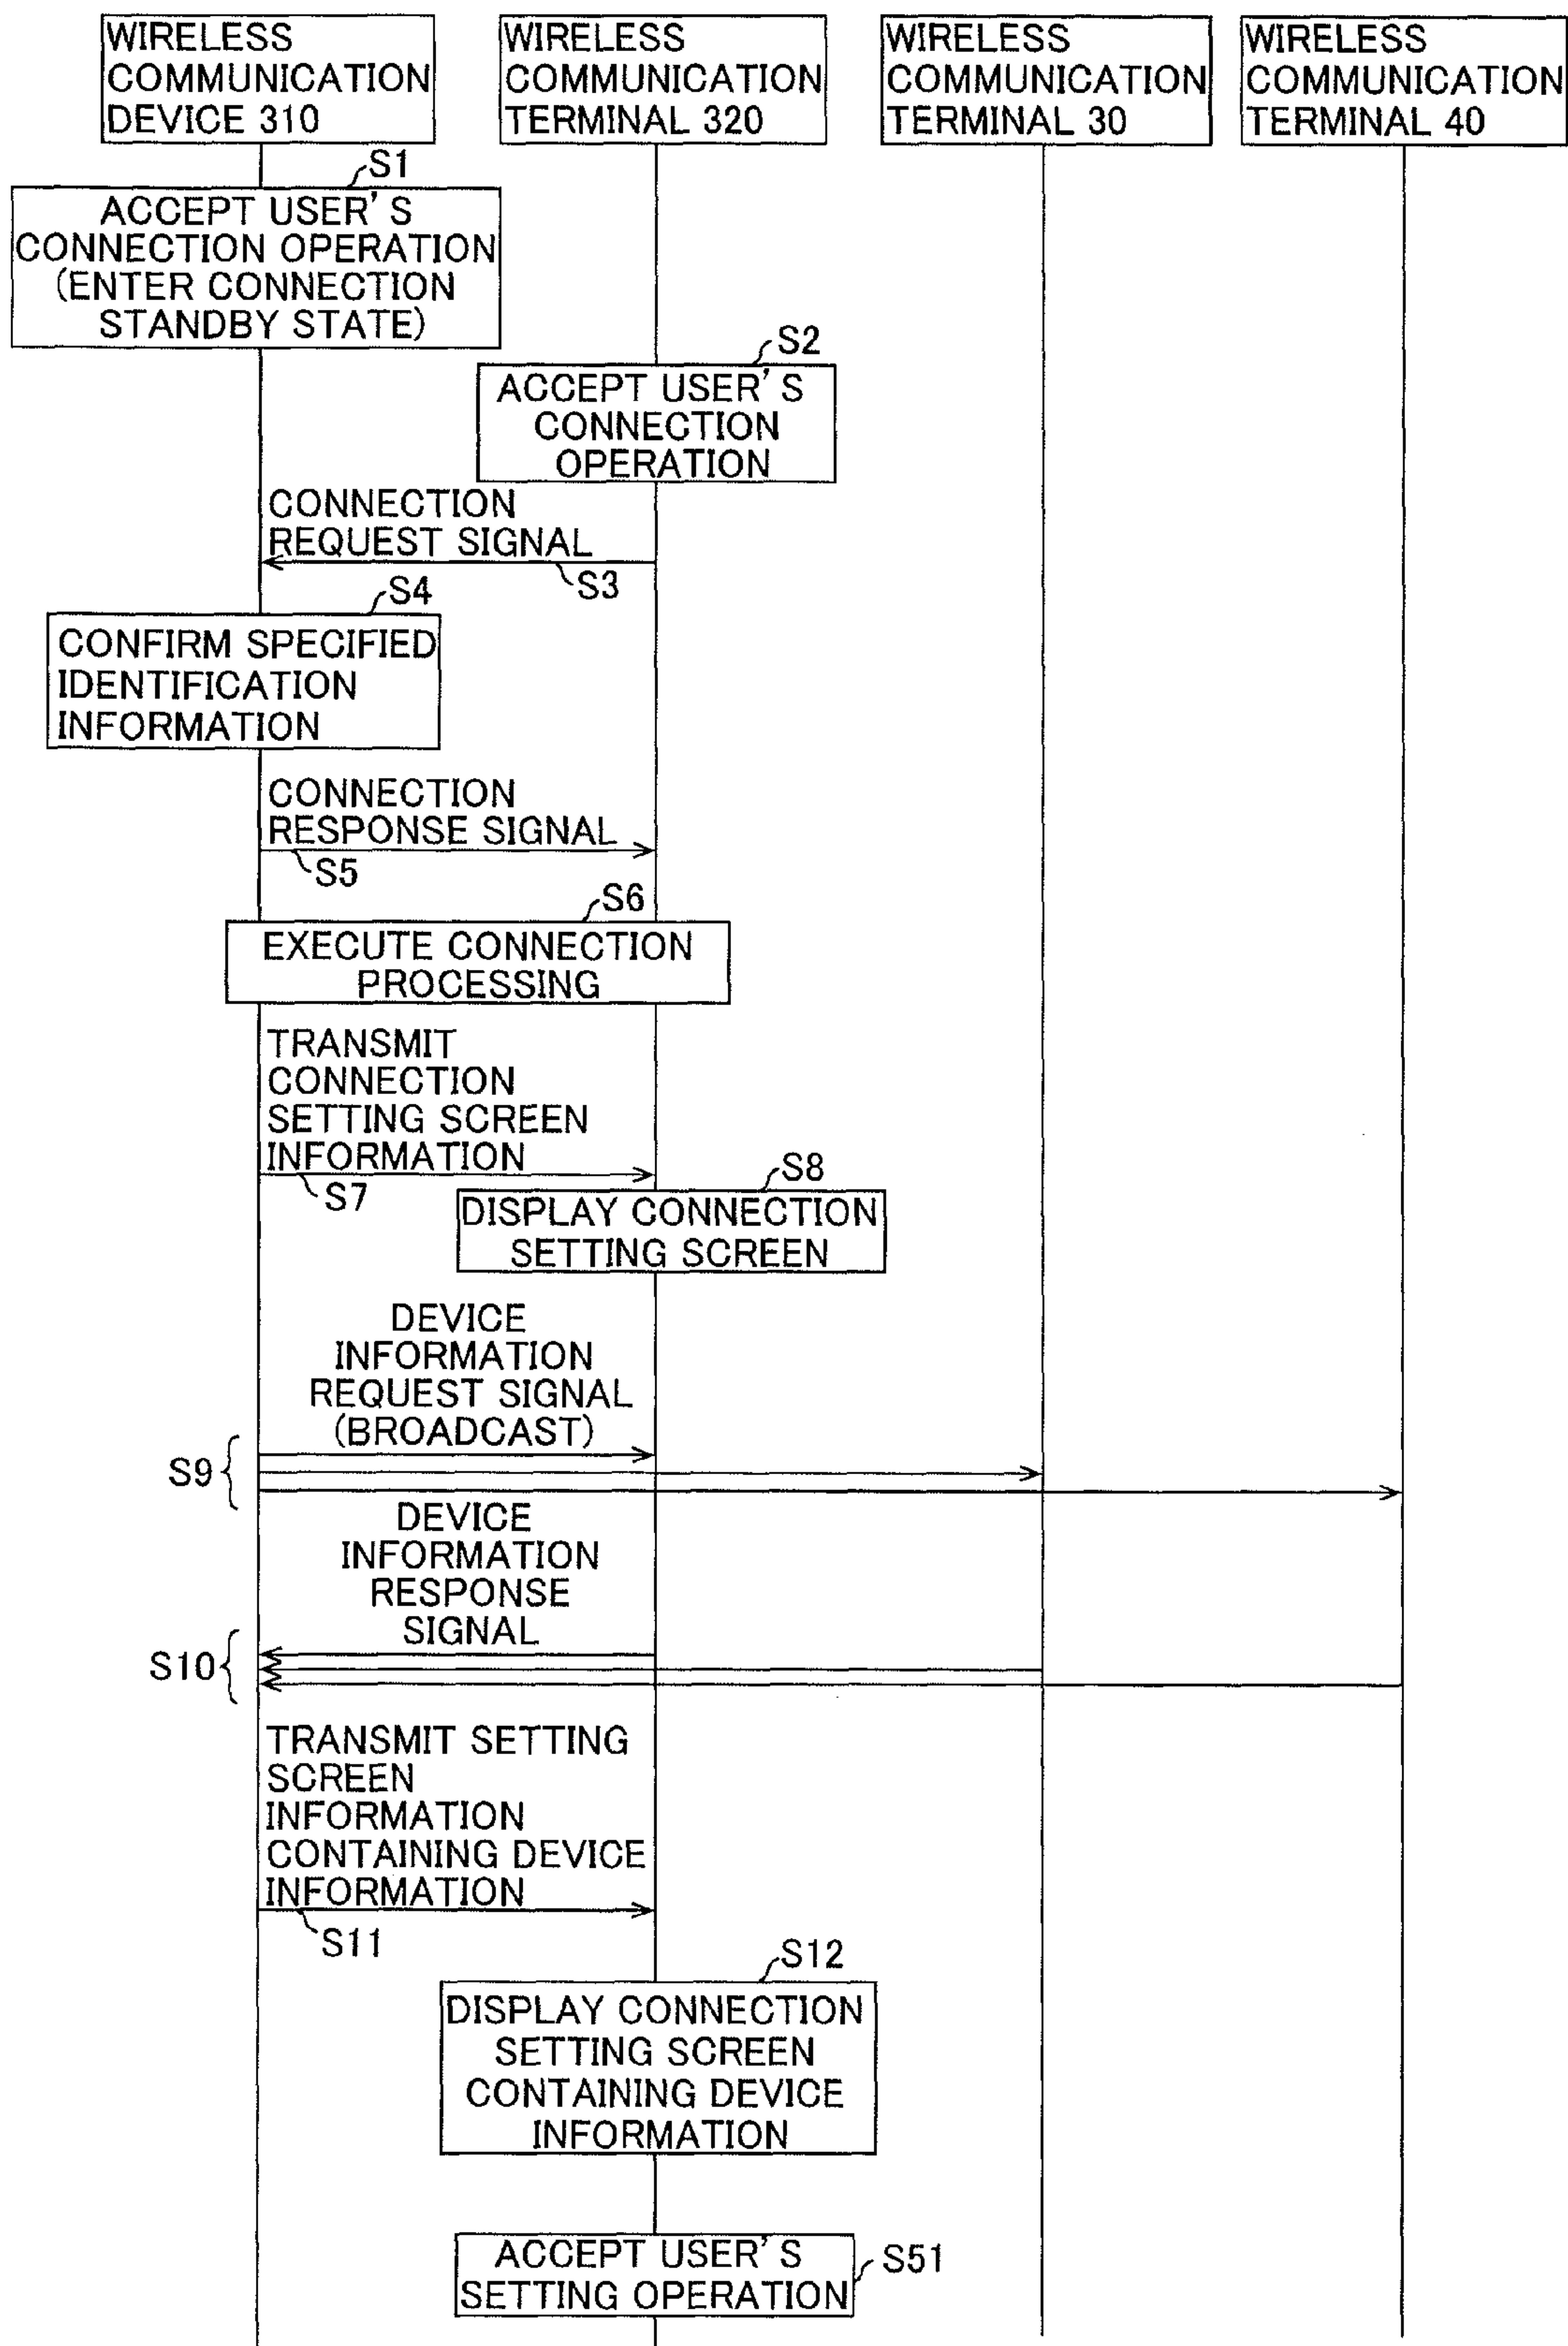 WIRELESS
COMMUNICATION
DEVICE 310
WIRELESS
COMMUNICATION
TERMINAL 320
WIRELESS
COMMUNICATION
TERMINAL 30
WIRELESS
COMMUNICATION
TERMINAL 40
S1
ACCEPT USER'S
CONNECTION OPERATION
(ENTER CONNECTION
STANDBY STATE)
S2
ACCEPT USER'S
CONNECTION
OPERATION
CONNECTION
REQUEST SIGNAL
S3
S4
CONFIRM SPECIFIED
IDENTIFICATION
INFORMATION
CONNECTION
RESPONSE SIGNAL
S5
S6
EXECUTE CONNECTION
PROCESSING
TRANSMIT
CONNECTION
SETTING SCREEN
INFORMATION
S7
S8
DISPLAY CONNECTION
SETTING SCREEN
DEVICE
INFORMATION
REQUEST SIGNAL
(BROADCAST)
S9
DEVICE
INFORMATION
RESPONSE
SIGNAL
S10
TRANSMIT SETTING
SCREEN
INFORMATION
CONTAINING DEVICE
INFORMATION
S11
S12
DISPLAY CONNECTION
SETTING SCREEN
CONTAINING DEVICE
INFORMATION
ACCEPT USER'S
SETTING OPERATION
S51